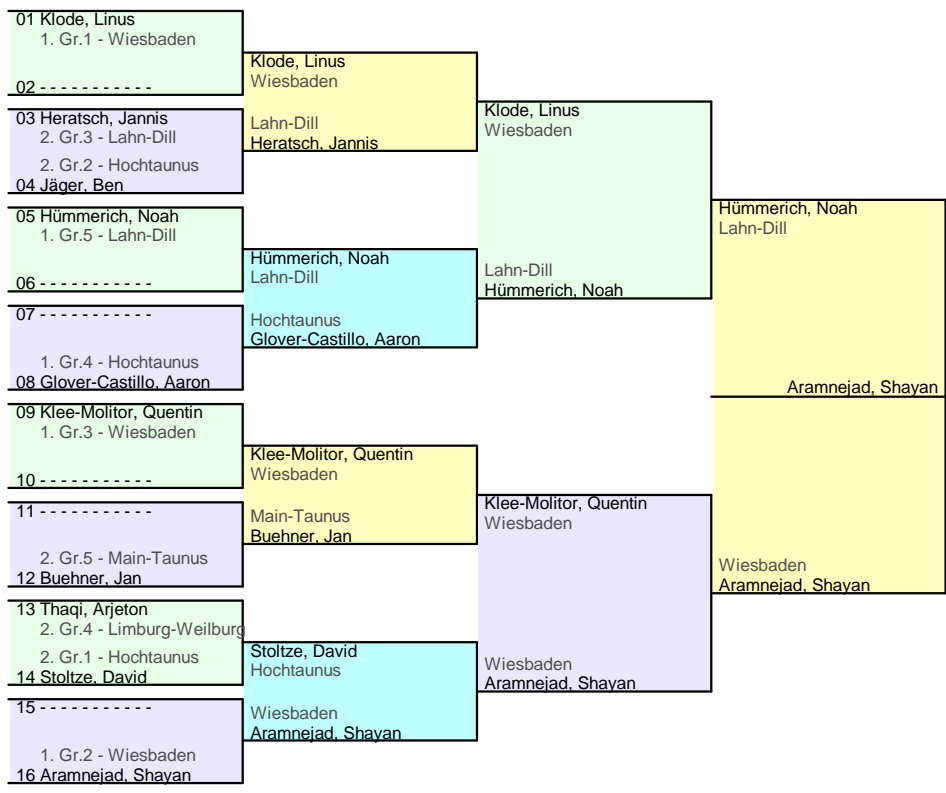 01 Klode, Linus
1. Gr.1 - Wiesbaden
02 - - - - - - - - - - -
03 Heratsch, Jannis
2. Gr.3 - Lahn-Dill
2. Gr.2 - Hochtaunus
04 Jäger, Ben
05 Hümmerich, Noah
1. Gr.5 - Lahn-Dill
06 - - - - - - - - - - -
07 - - - - - - - - - - -
1. Gr.4 - Hochtaunus
08 Glover-Castillo, Aaron
09 Klee-Molitor, Quentin
1. Gr.3 - Wiesbaden
10 - - - - - - - - - - -
11 - - - - - - - - - - -
2. Gr.5 - Main-Taunus
12 Buehner, Jan
13 Thaqi, Arjeton
2. Gr.4 - Limburg-Weilburg
2. Gr.1 - Hochtaunus
14 Stoltze, David
15 - - - - - - - - - - -
1. Gr.2 - Wiesbaden
16 Aramnejad, Shayan
Klode, Linus
Wiesbaden
Lahn-Dill
Heratsch, Jannis
Hümmerich, Noah
Lahn-Dill
Hochtaunus
Glover-Castillo, Aaron
Klee-Molitor, Quentin
Wiesbaden
Main-Taunus
Buehner, Jan
Stoltze, David
Hochtaunus
Wiesbaden
Aramnejad, Shayan
Klode, Linus
Wiesbaden
Lahn-Dill
Hümmerich, Noah
Klee-Molitor, Quentin
Wiesbaden
Wiesbaden
Aramnejad, Shayan
Hümmerich, Noah
Lahn-Dill
Aramnejad, Shayan
Wiesbaden
Aramnejad, Shayan